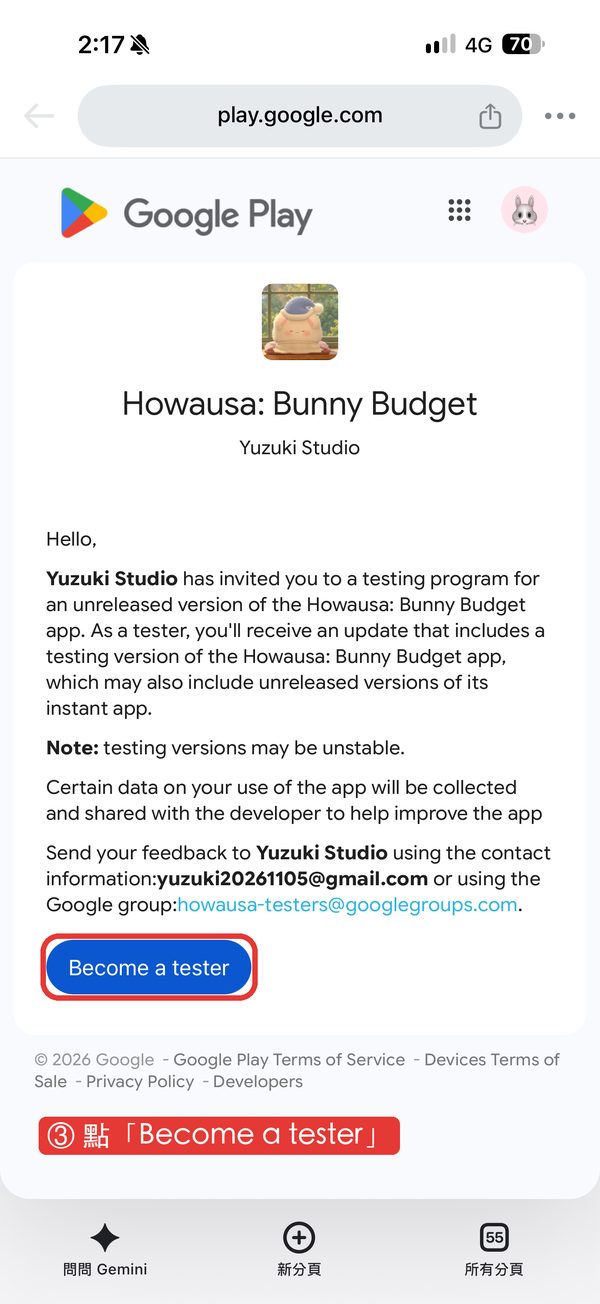 2:17
4G
70
play.google.com
Google Play
Howausa: Bunny Budget
Yuzuki Studio
Hello,
Yuzuki Studio has invited you to a testing program for
an unreleased version of the Howausa: Bunny Budget
app. As a tester, you'll receive an update that includes a
testing version of the Howausa: Bunny Budget app,
which may also include unreleased versions of its
instant app.
Note: testing versions may be unstable.
Certain data on your use of the app will be collected
and shared with the developer to help improve the app
Send your feedback to Yuzuki Studio using the contact
information:yuzuki20261105@gmail.com or using the
Google group:howausa-testers@googlegroups.com.
Become a tester
© 2026 Google - Google Play Terms of Service - Devices Terms of
Sale - Privacy Policy - Developers
③ 點「Become a tester」
問問 Gemini
新分頁
55
所有分頁